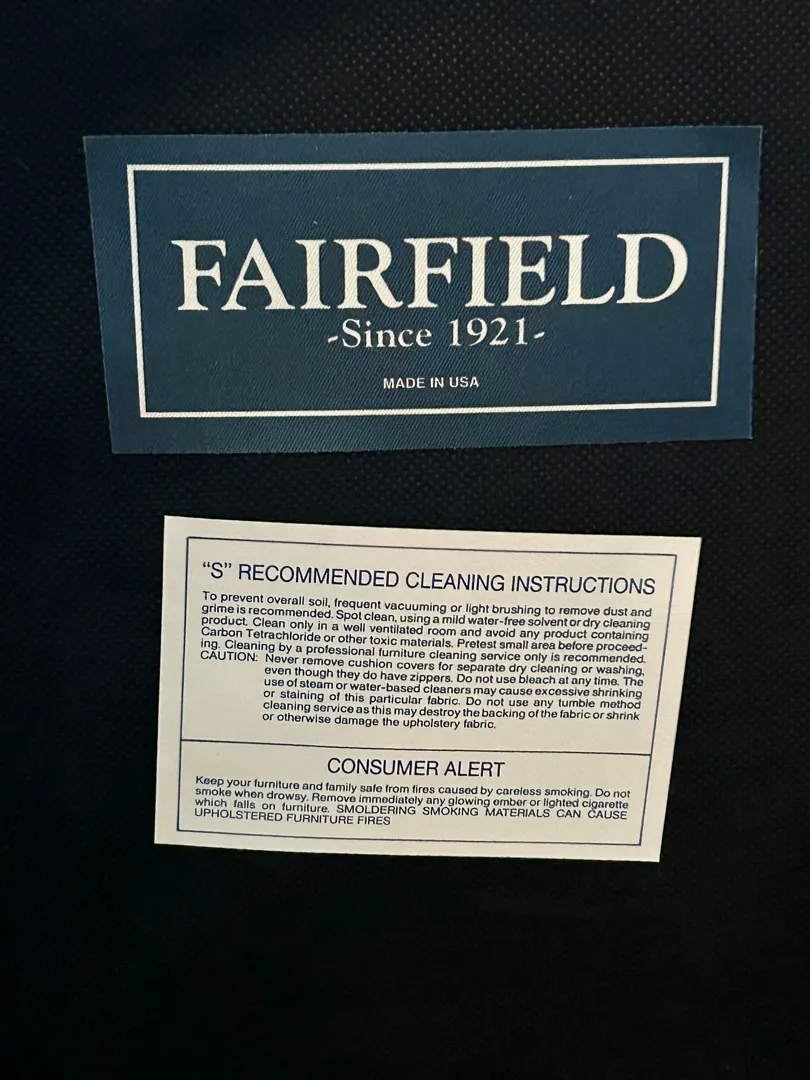 FAIRFIELD
-Since 1921-
MADE IN USA
“S” RECOMMENDED CLEANING INSTRUCTIONS
To prevent overall soil, frequent vacuuming or light brushing to remove dust and
grime is recommended. Spot clean, using a mild water-free solvent or dry cleaning
product. Clean only in a well ventilated room and avoid any product containing
Carbon Tetrachloride or other toxic materials. Pretest small area before proceed-
ing. Cleaning by a professional furniture cleaning service only is recommended.
CAUTION: Never remove cushion covers for separate dry cleaning or washing,
even though they do have zippers. Do not use bleach at any time. The
use of steam or water-based cleaners may cause excessive shrinking
or staining of this particular fabric. Do not use any tumble method
cleaning service as this may destroy the backing of the fabric or shrink
or otherwise damage the upholstery fabric.
CONSUMER ALERT
Keep your furniture and family safe from fires caused by careless smoking. Do not
smoke when drowsy. Remove immediately any glowing ember or lighted cigarette
which falls on furniture. SMOLDERING SMOKING MATERIALS CAN CAUSE
UPHOLSTERED FURNITURE FIRES